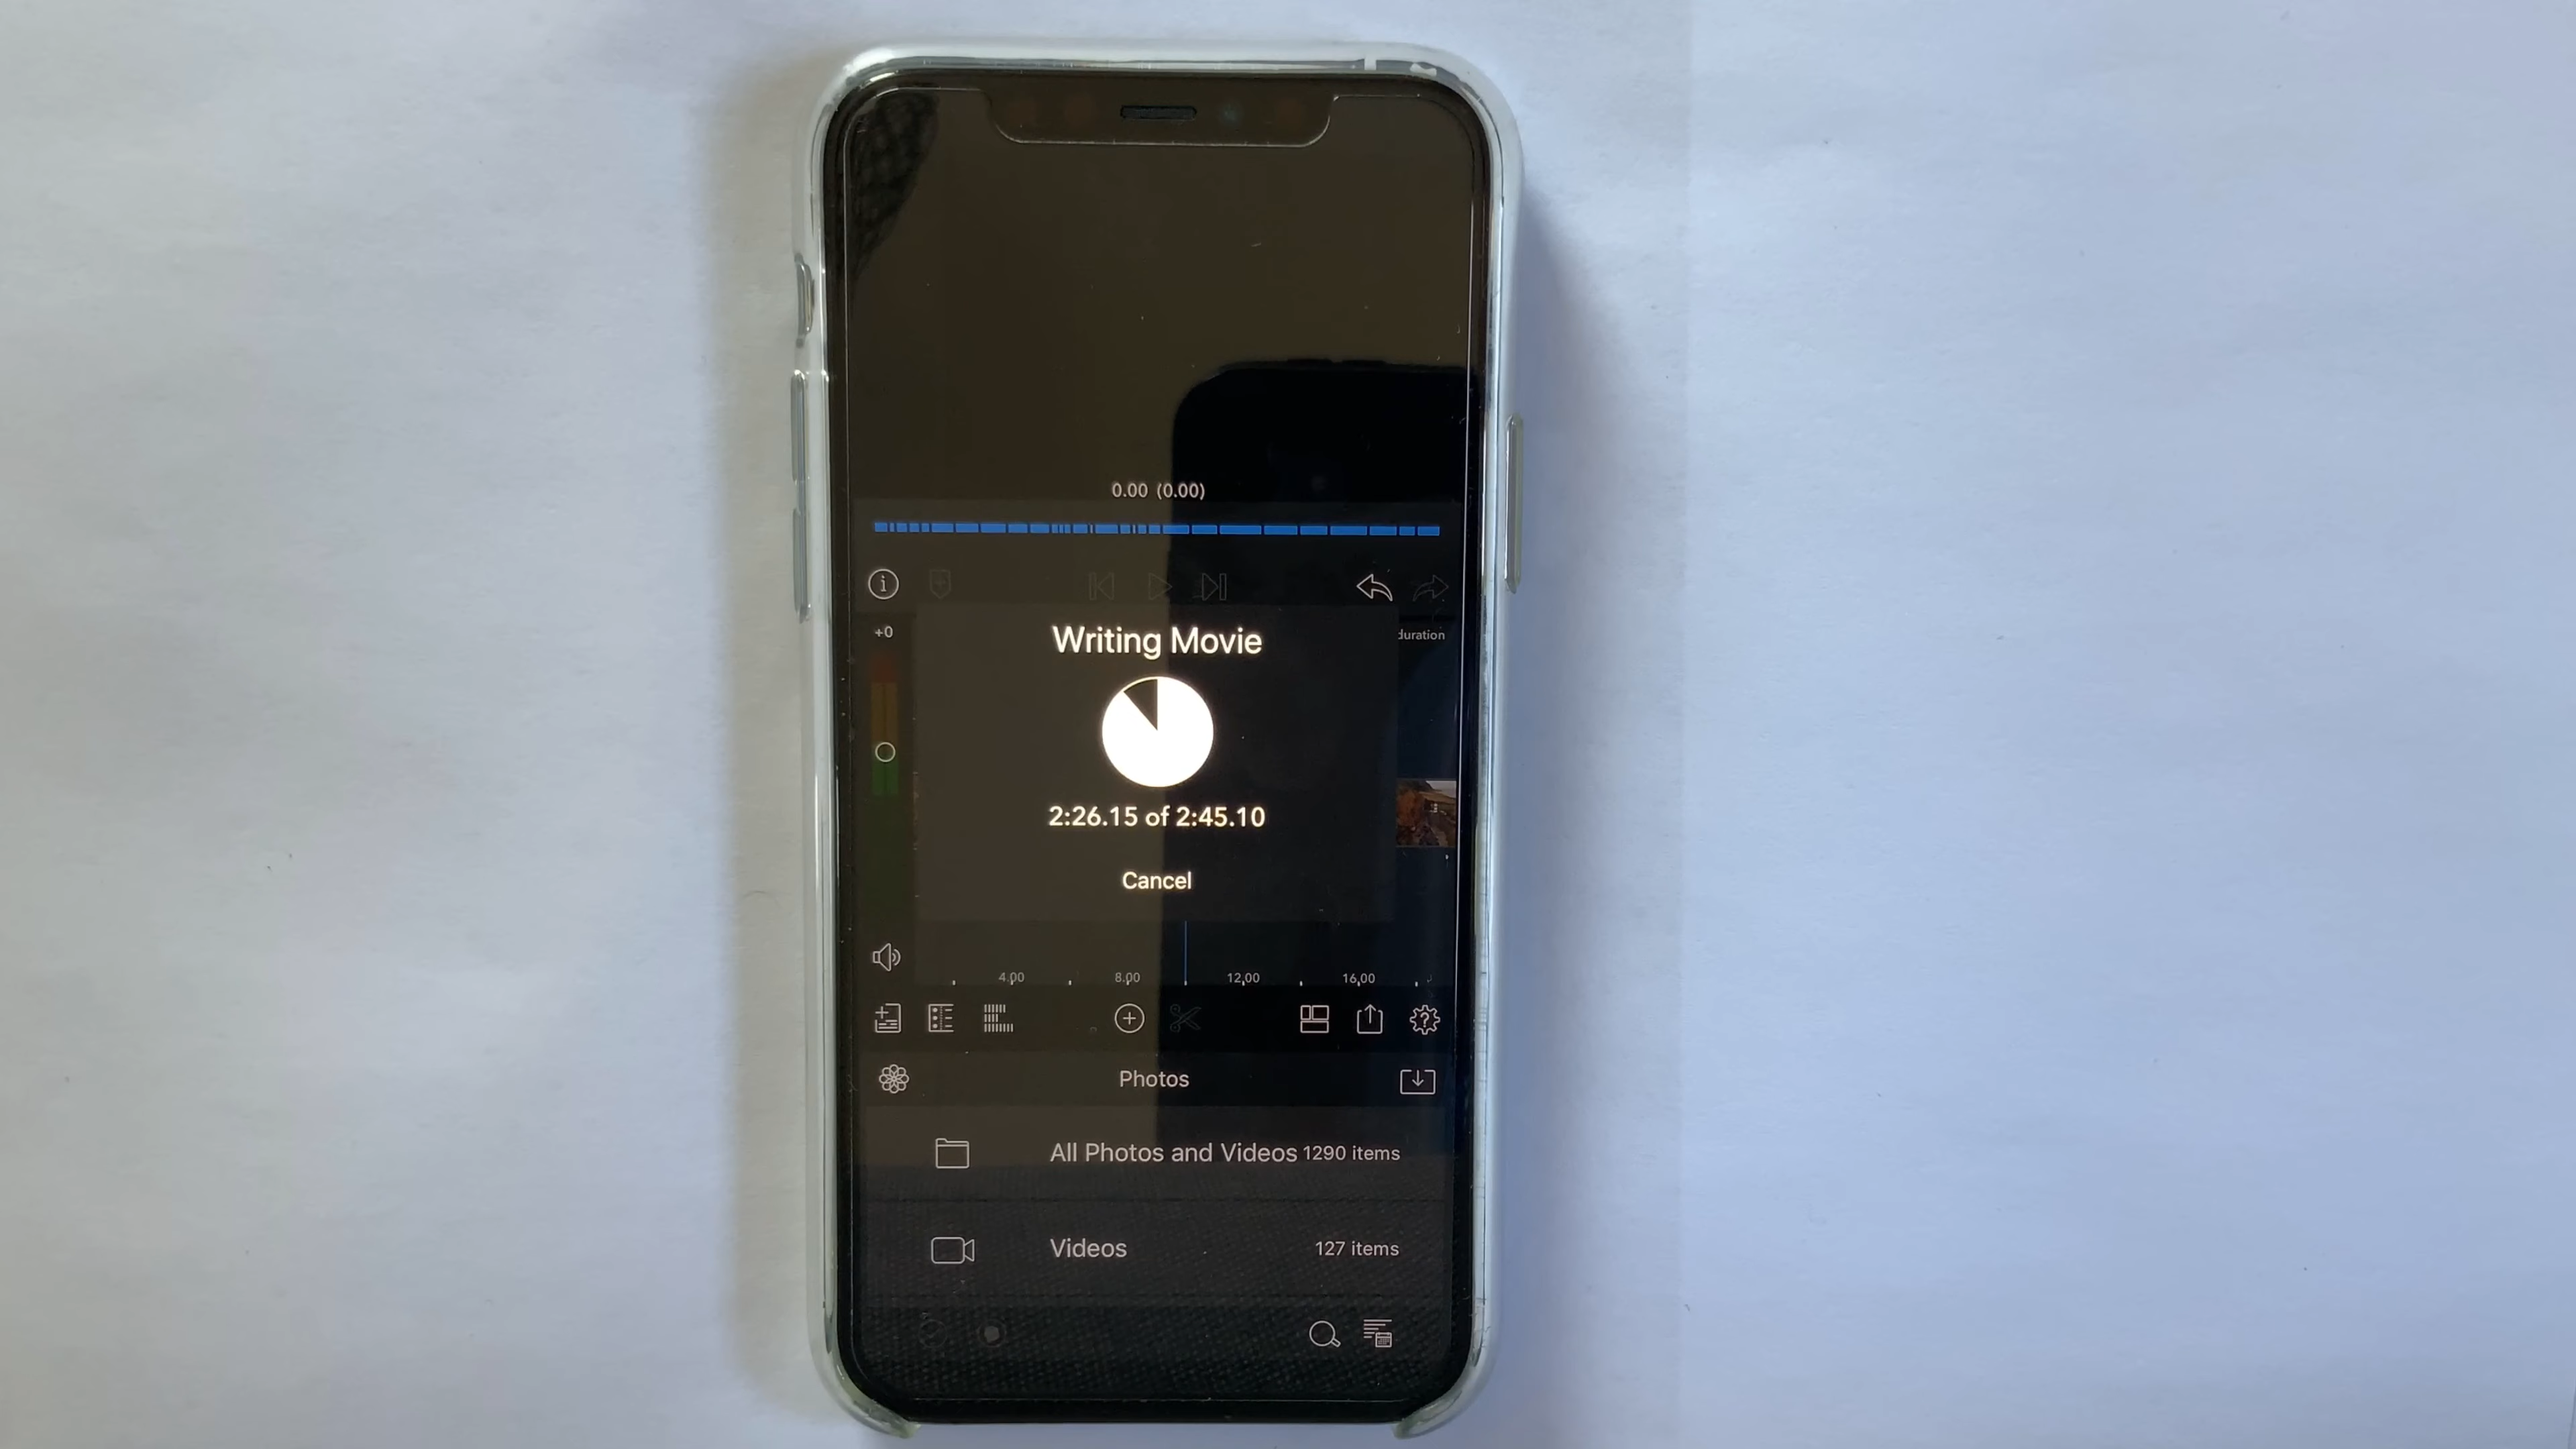 0.00 (0.00)
+0
duration
Writing Movie
2:26.15 of 2:45.10
Cancel
4.00 8.00 12.00 16.00
Photos
All Photos and Videos 1290 items
Videos 127 items